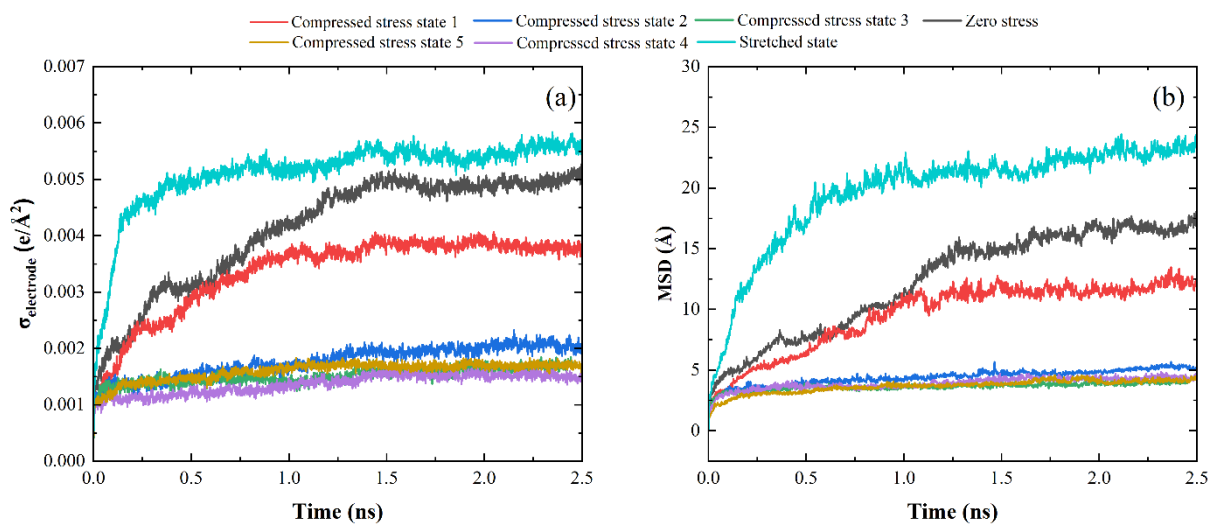 Compressed stress state 1 Compressed stress state 2 Compressed stress state 3 Zero stress
Compressed stress state 5 Compressed stress state 4 Stretched state
(a)
σelectrode (e/Å²)
0.007
0.006
0.005
0.004
0.003
0.002
0.001
0.000
0.0 0.5 1.0 1.5 2.0 2.5
Time (ns)
(b)
MSD (Å)
30
25
20
15
10
5
0
0.0 0.5 1.0 1.5 2.0 2.5
Time (ns)